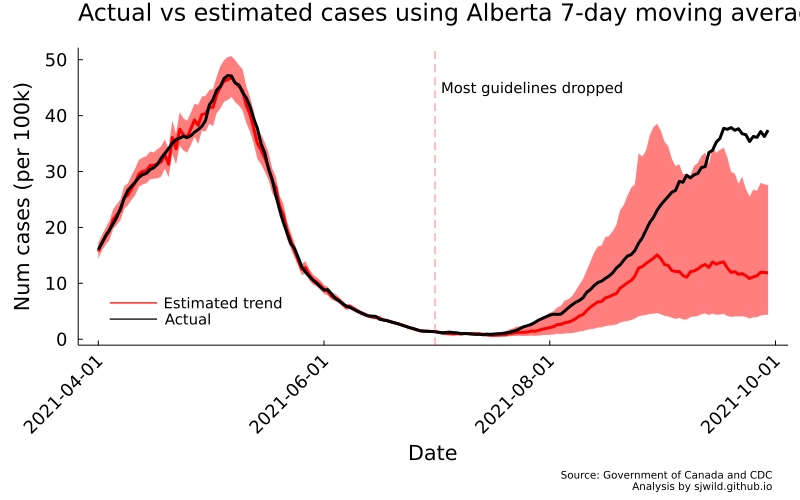 Actual vs estimated cases using Alberta 7-day moving avera
Num cases (per 100k)
50
40
30
20
10
0
Most guidelines dropped
Estimated trend
Actual
2021-04-01
2021-06-01
2021-08-01
2021-10-01
Date
Source: Government of Canada and CDC
Analysis by sjwild.github.io